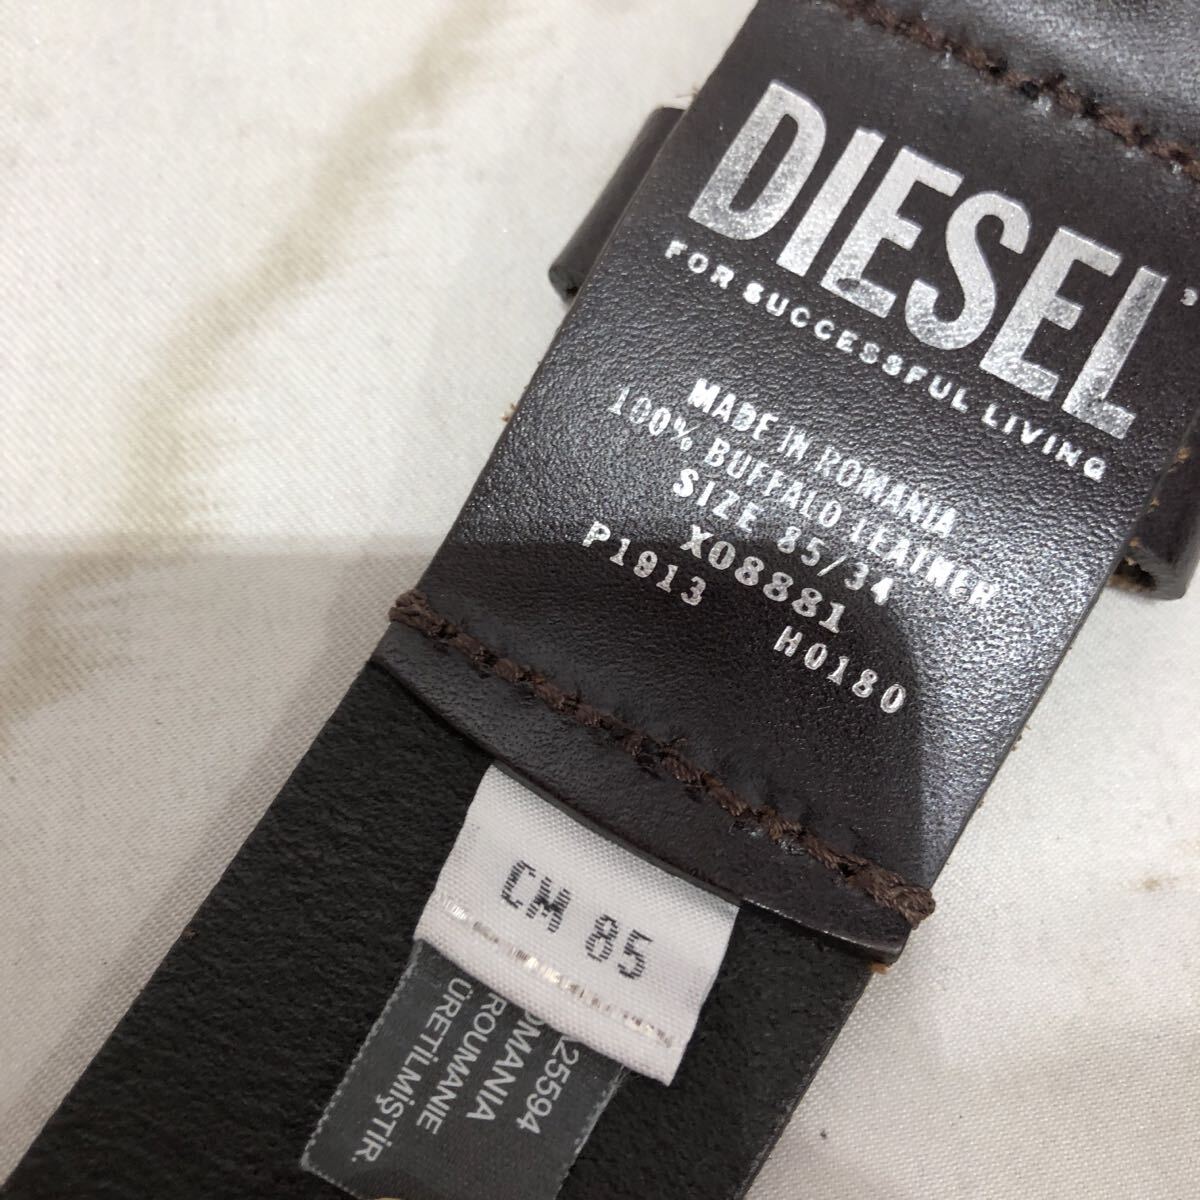 DIESEL
FOR SUCCESSFUL LIVING
MADE IN ROMANIA
100% BUFFALO LEATHER
SIZE 85/34
X08881
P1913 H0180
CM 85
25594
OMANIA
ROUMANIE
ÜRETİLMİŞTİR.